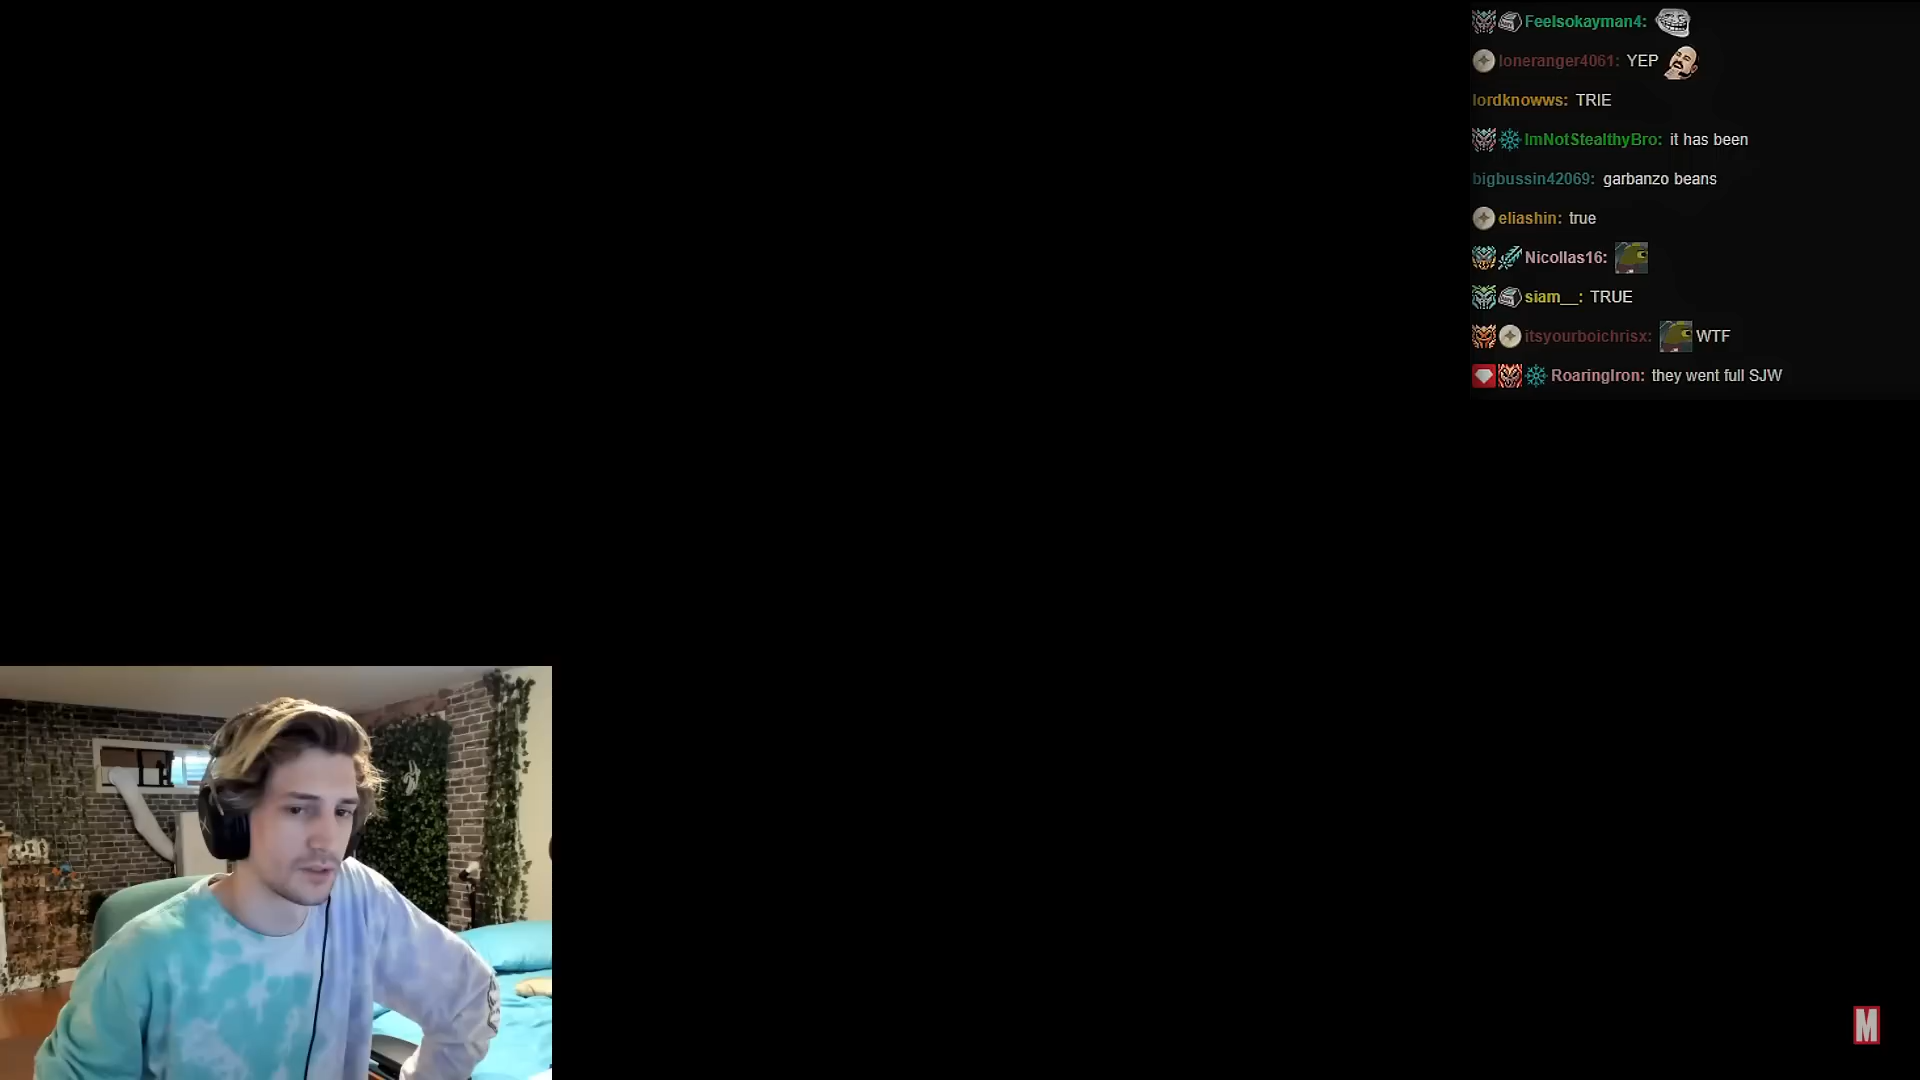 Feelsokayman4:
loneranger4061: YEP
lordknowws: TRIE
ImNotStealthyBro: it has been
bigbussin42069: garbanzo beans
eliashin: true
Nicollas16:
siam__: TRUE
itsyourboichrisx: WTF
RoaringIron: they went full SJW
M